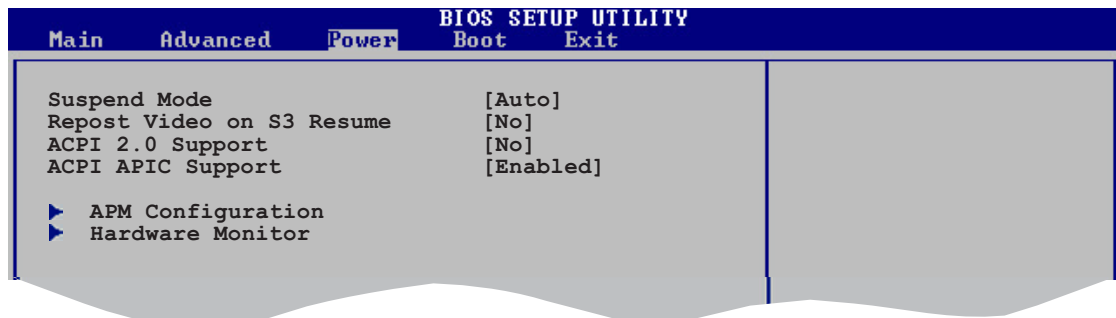 BIOS SETUP UTILITY
Main Advanced Power Boot Exit
Suspend Mode [Auto]
Repost Video on S3 Resume [No]
ACPI 2.0 Support [No]
ACPI APIC Support [Enabled]
APM Configuration
Hardware Monitor